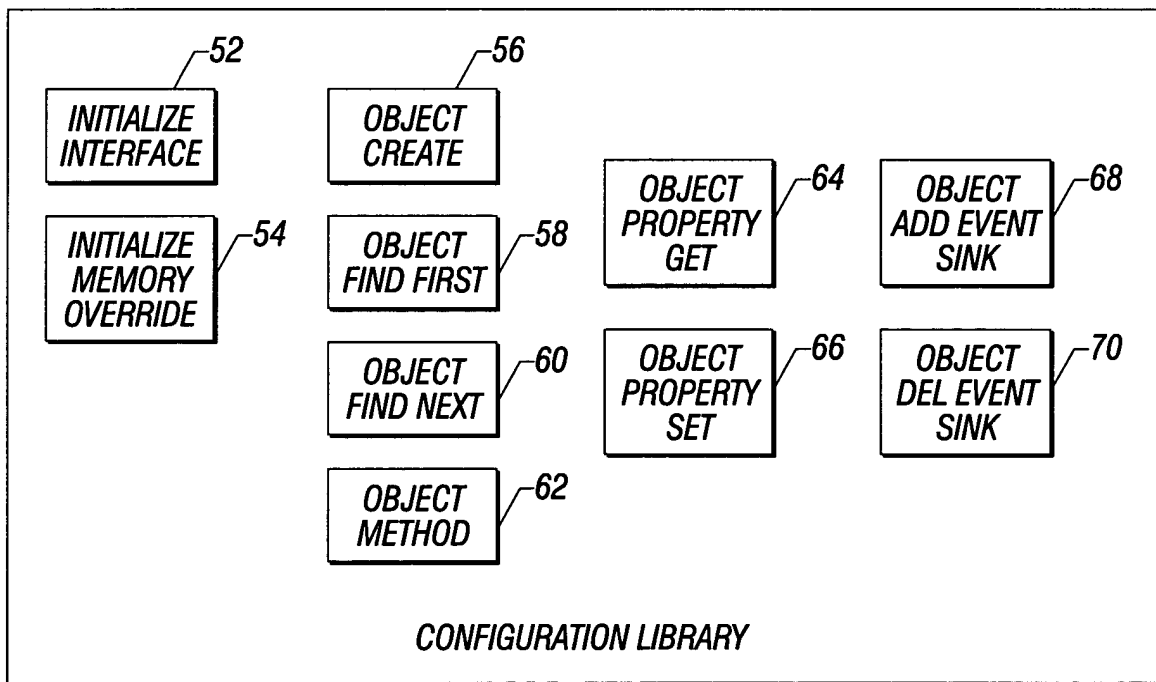 52
INITIALIZE
INTERFACE
54
INITIALIZE
MEMORY
OVERRIDE
56
OBJECT
CREATE
58
OBJECT
FIND FIRST
60
OBJECT
FIND NEXT
62
OBJECT
METHOD
64
OBJECT
PROPERTY
GET
66
OBJECT
PROPERTY
SET
68
OBJECT
ADD EVENT
SINK
70
OBJECT
DEL EVENT
SINK
CONFIGURATION LIBRARY